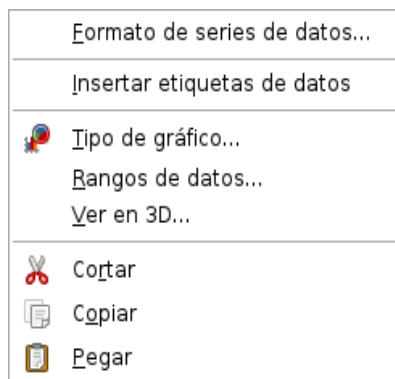 Formato de series de datos...
Insertar etiquetas de datos
Tipo de gráfico...
Rangos de datos...
Ver en 3D...
Cortar
Copiar
Pegar